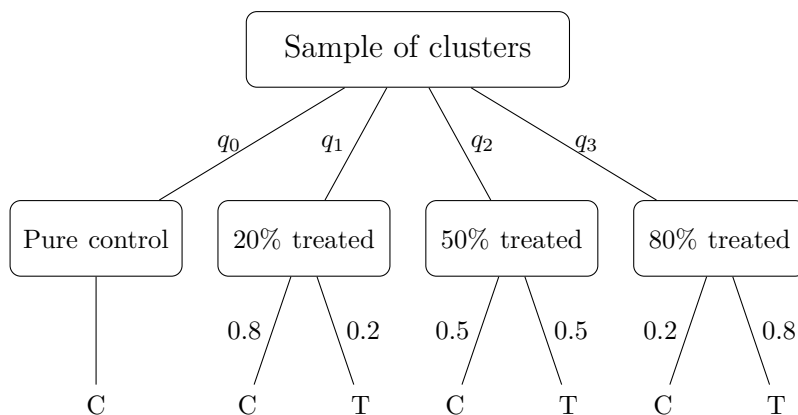 Sample of clusters
q0 q1 q2 q3
Pure control 20% treated 50% treated 80% treated
0.8 0.2 0.5 0.5 0.2 0.8
C C T C T C T